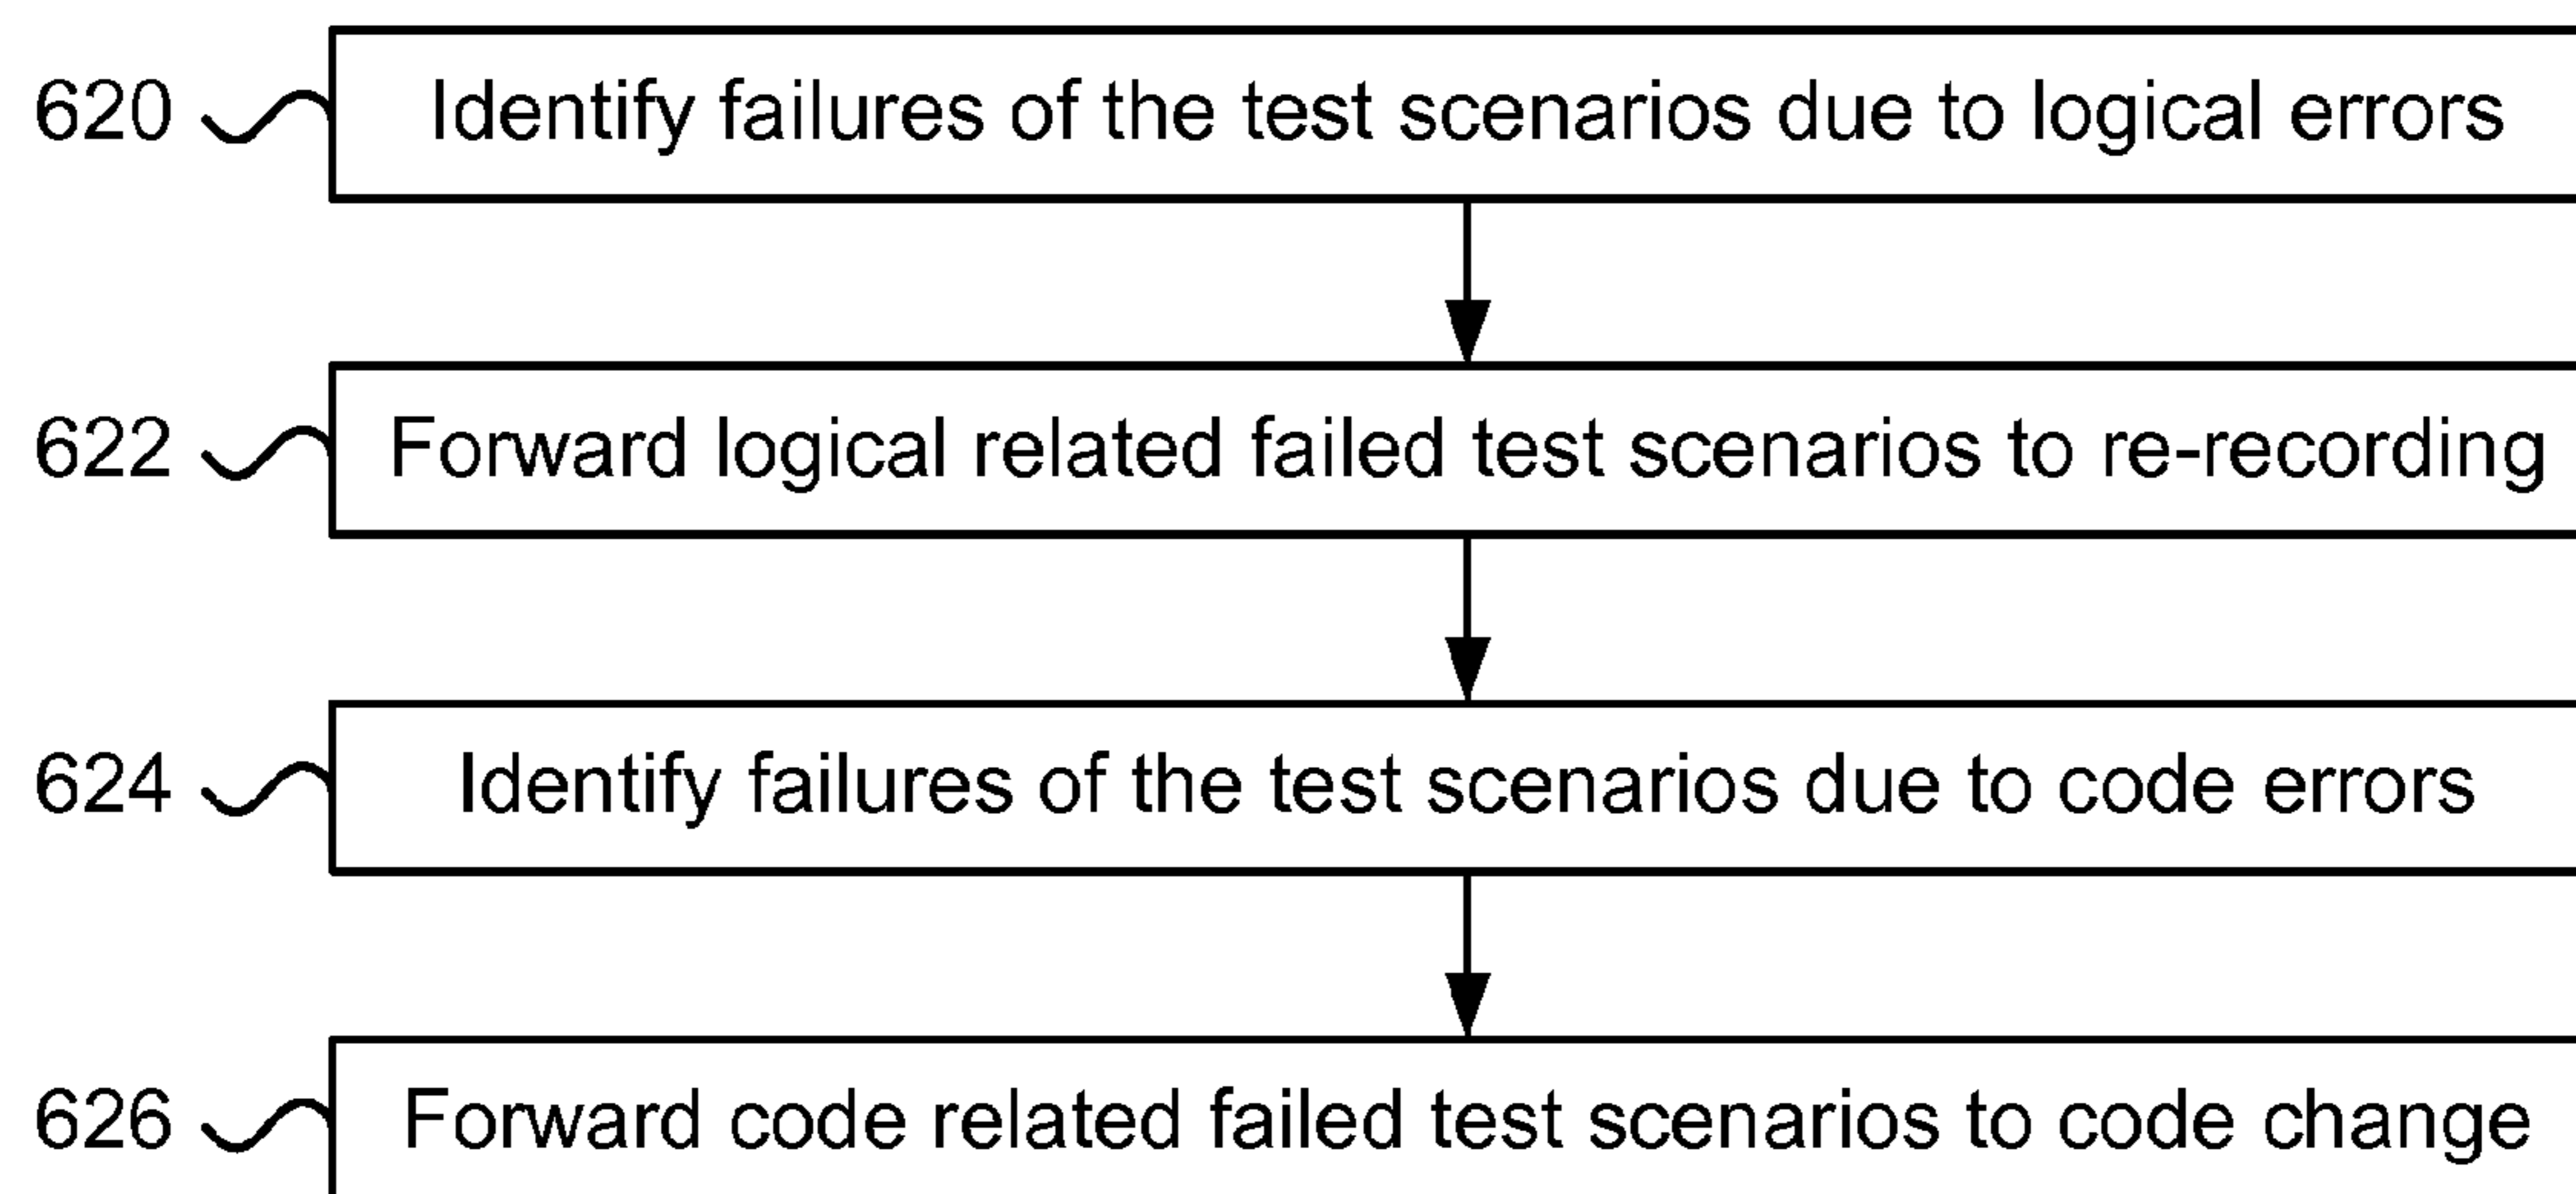 620 Identify failures of the test scenarios due to logical errors
622 Forward logical related failed test scenarios to re-recording
624 Identify failures of the test scenarios due to code errors
626 Forward code related failed test scenarios to code change